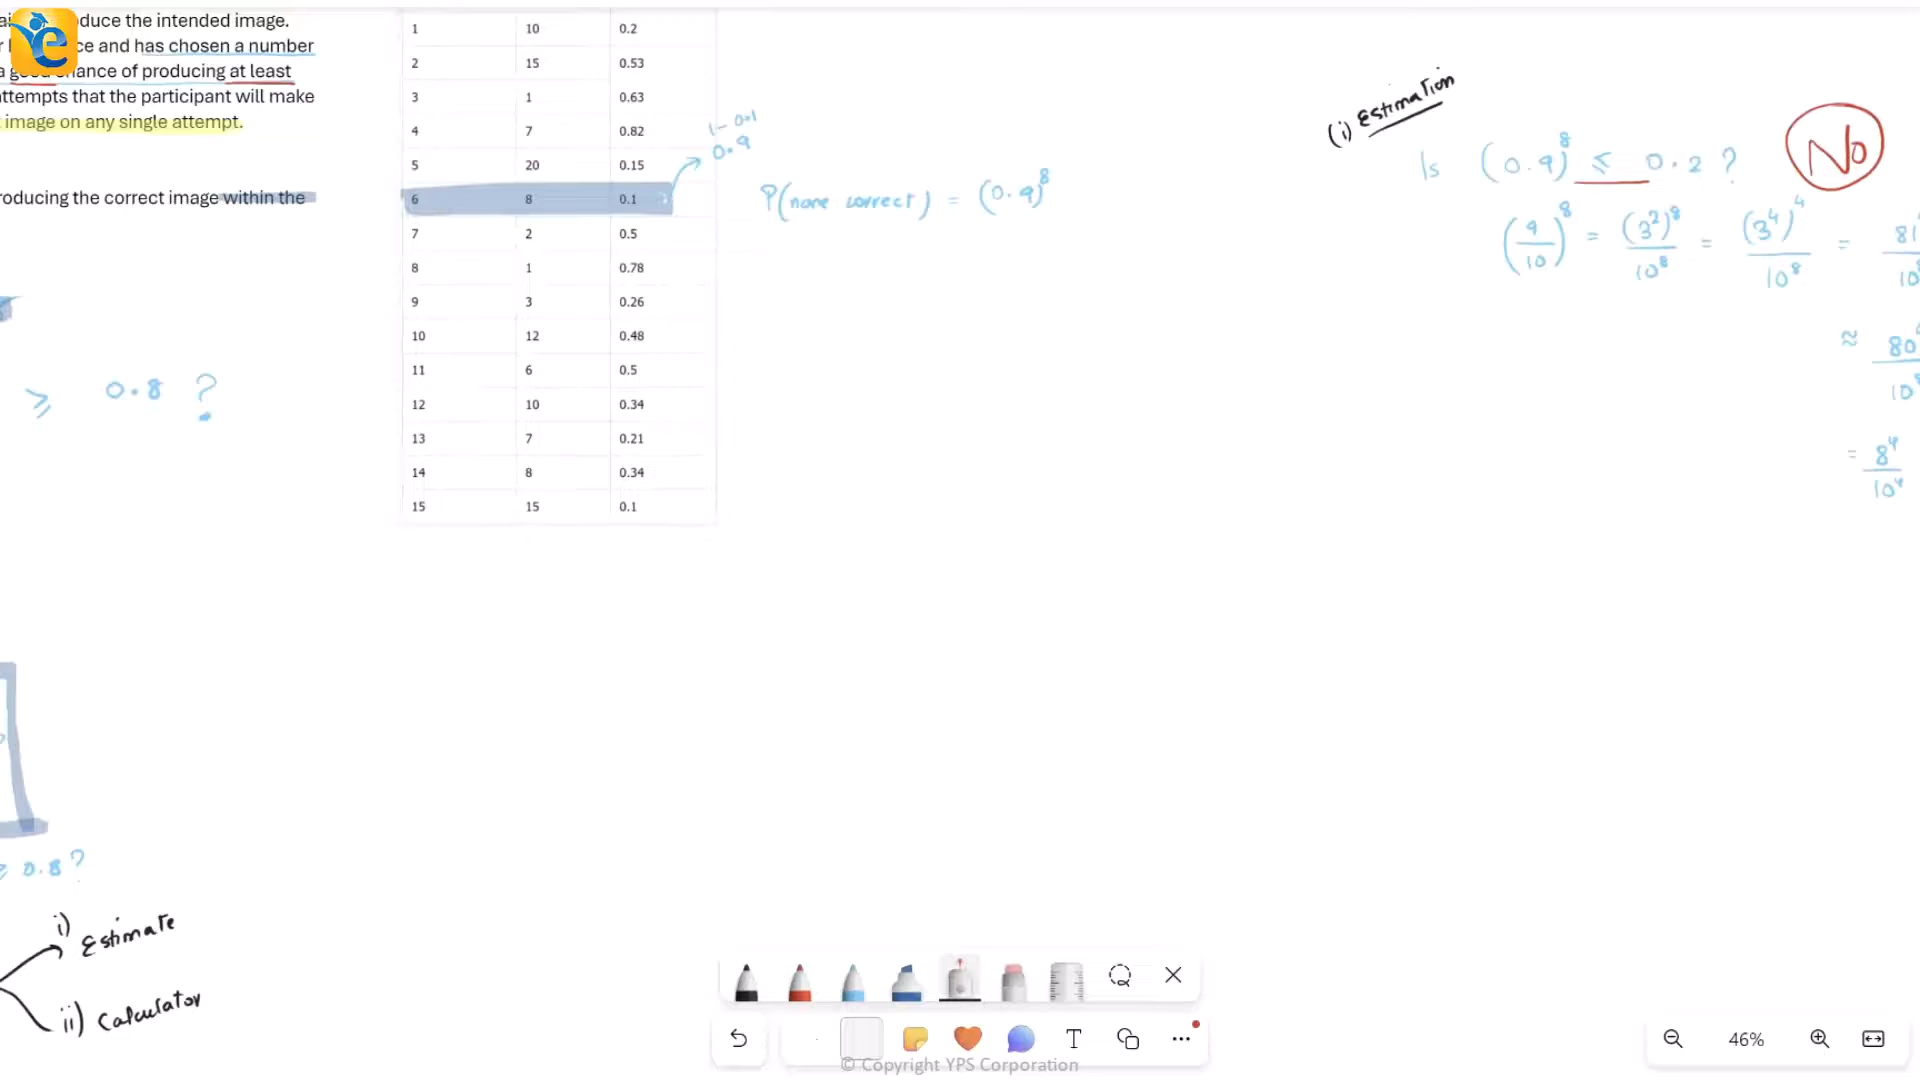 duce the intended image.
ce and has chosen a number
chance of producing at least
attempts that the participant will make
image on any single attempt.
roducing the correct image within the
≥ 0.8 ?
≥ 0.8 ?
i) Estimate
ii) Calculator
1 10 0.2
2 15 0.53
3 1 0.63
4 7 0.82
5 20 0.15
6 8 0.1
7 2 0.5
8 1 0.78
9 3 0.26
10 12 0.48
11 6 0.5
12 10 0.34
13 7 0.21
14 8 0.34
15 15 0.1
1 - 0.1
0.9
P(none correct) = (0.9)^8
(i) Estimation
Is (0.9)^8 ≤ 0.2 ? No
(9/10)^8 = (3^2)^8/10^8 = (3^4)^4/10^8 = 81/10
≈ 80/10
= 8^4/10^4
T
46%
© Copyright YPS Corporation